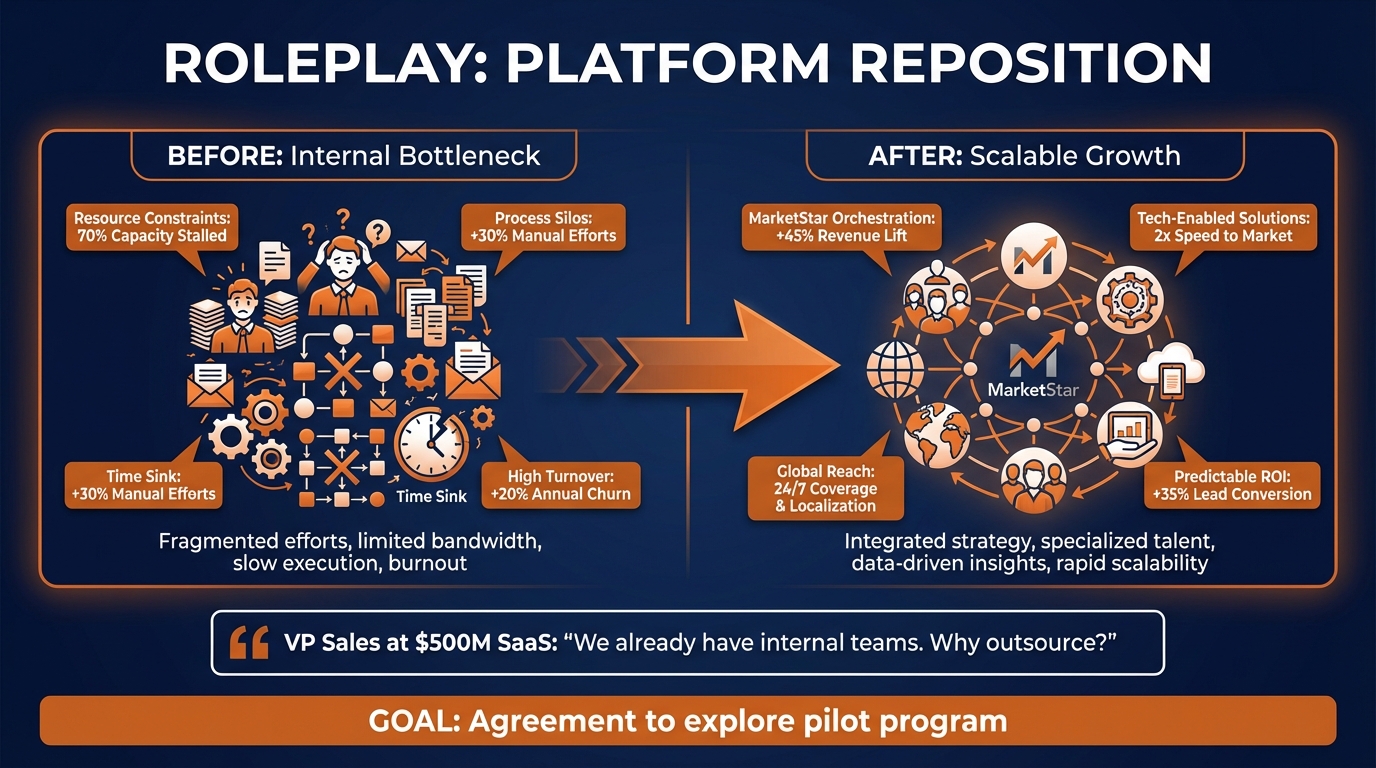 ROLEPLAY: PLATFORM REPOSITION
BEFORE: Internal Bottleneck
Resource Constraints:
70% Capacity Stalled
Process Silos:
+30% Manual Efforts
Time Sink:
+30% Manual Efforts
Time Sink
High Turnover:
+20% Annual Churn
Fragmented efforts, limited bandwidth,
slow execution, burnout
AFTER: Scalable Growth
MarketStar Orchestration:
+45% Revenue Lift
Tech-Enabled Solutions:
2x Speed to Market
MarketStar
Global Reach:
24/7 Coverage
& Localization
Predictable ROI:
+35% Lead Conversion
Integrated strategy, specialized talent,
data-driven insights, rapid scalability
VP Sales at $500M SaaS: “We already have internal teams. Why outsource?”
GOAL: Agreement to explore pilot program